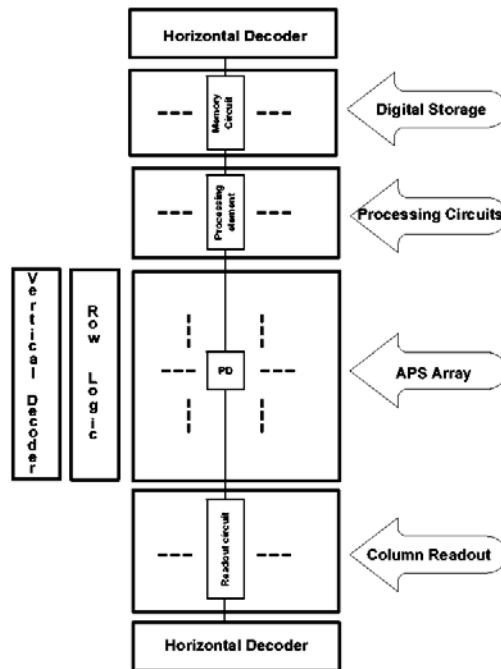 Horizontal Decoder
Memory
Circuit
Digital Storage
Processing
element
Processing Circuits
Vertical Decoder
Row Logic
PD
APS Array
Readout circuit
Column Readout
Horizontal Decoder